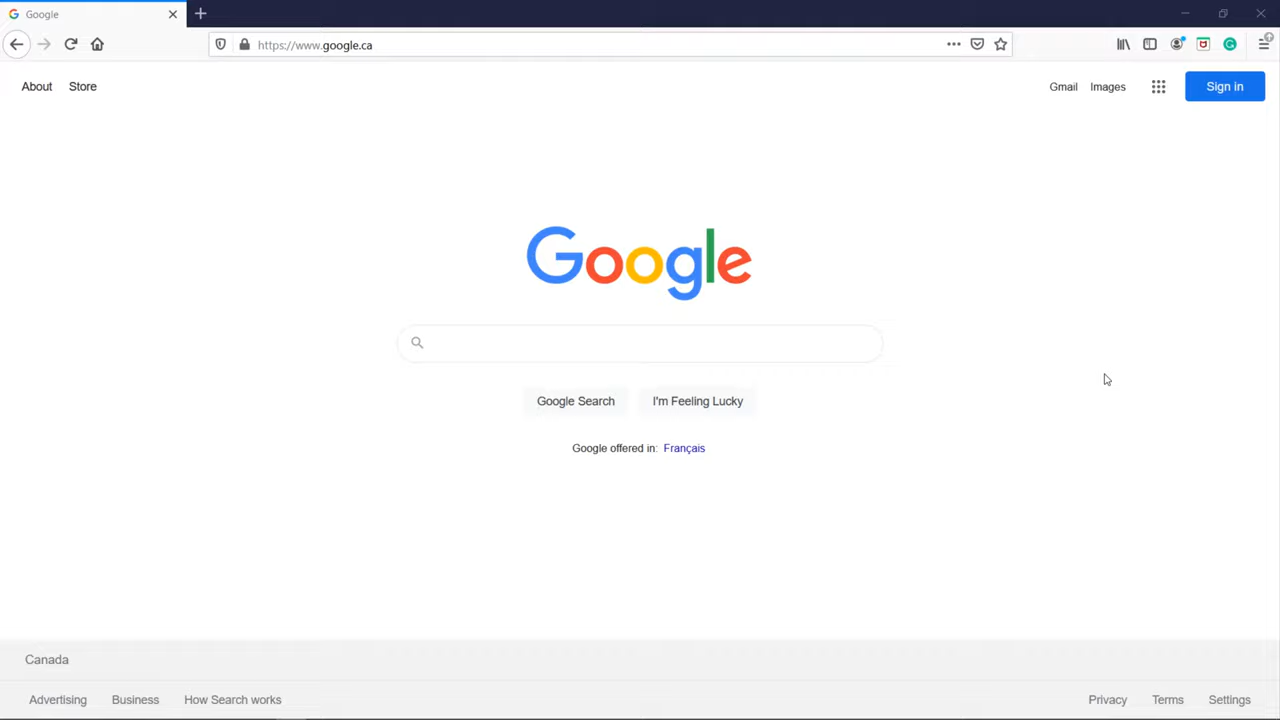 Google
https://www.google.ca
About Store
Gmail Images Sign in
Google
Google Search I'm Feeling Lucky
Google offered in: Français
Canada
Advertising Business How Search works
Privacy Terms Settings